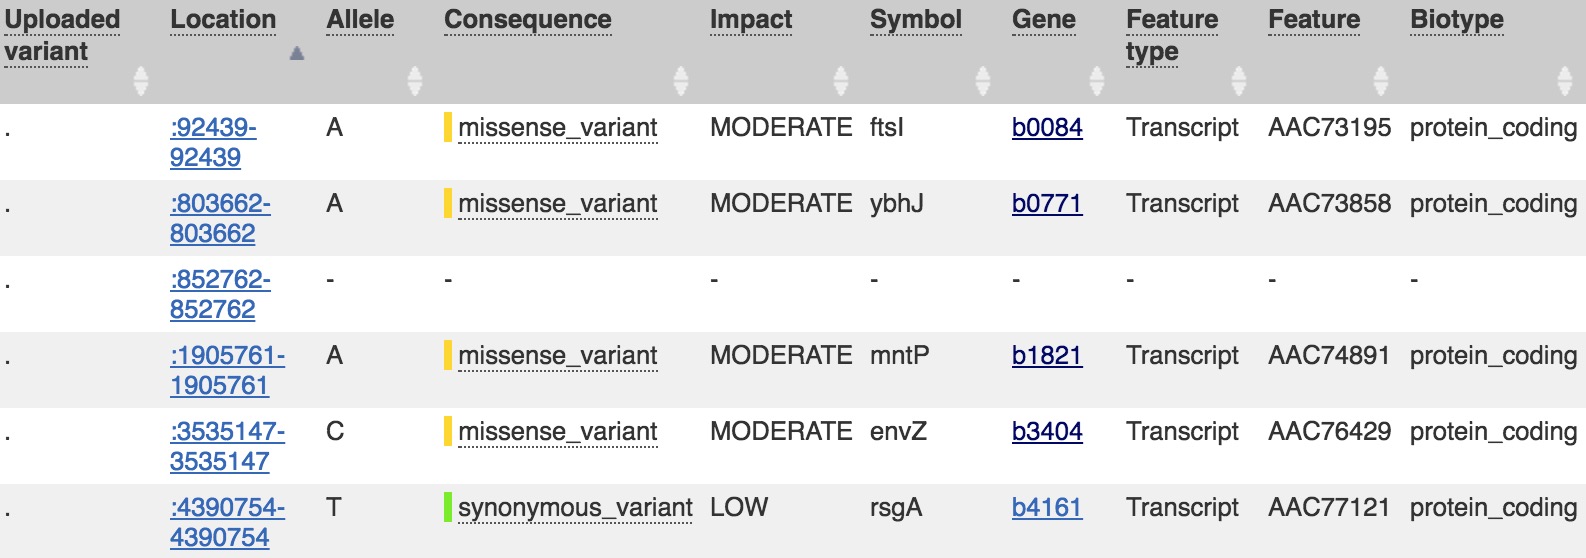 Uploaded variant Location Allele Consequence Impact Symbol Gene Feature type Feature Biotype
. :92439-92439 A missense_variant MODERATE ftsI b0084 Transcript AAC73195 protein_coding
. :803662-803662 A missense_variant MODERATE ybhJ b0771 Transcript AAC73858 protein_coding
. :852762-852762 - - - - - - - -
. :1905761-1905761 A missense_variant MODERATE mntP b1821 Transcript AAC74891 protein_coding
. :3535147-3535147 C missense_variant MODERATE envZ b3404 Transcript AAC76429 protein_coding
. :4390754-4390754 T synonymous_variant LOW rsgA b4161 Transcript AAC77121 protein_coding